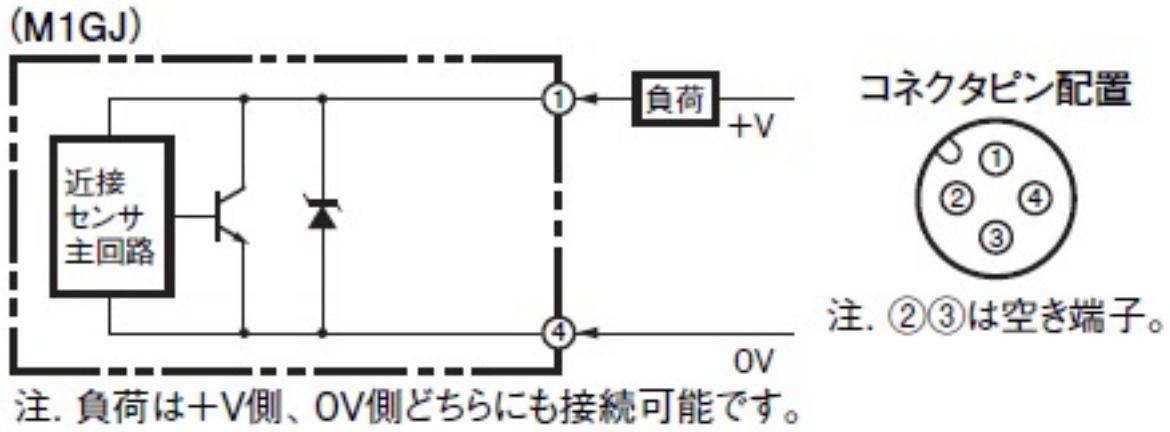 (M1GJ)
近接
センサ
主回路
①
負荷
+V
④
0V
注. 負荷は+V側、0V側どちらにも接続可能です。
コネクタピン配置
①
② ④
③
注. ②③は空き端子。